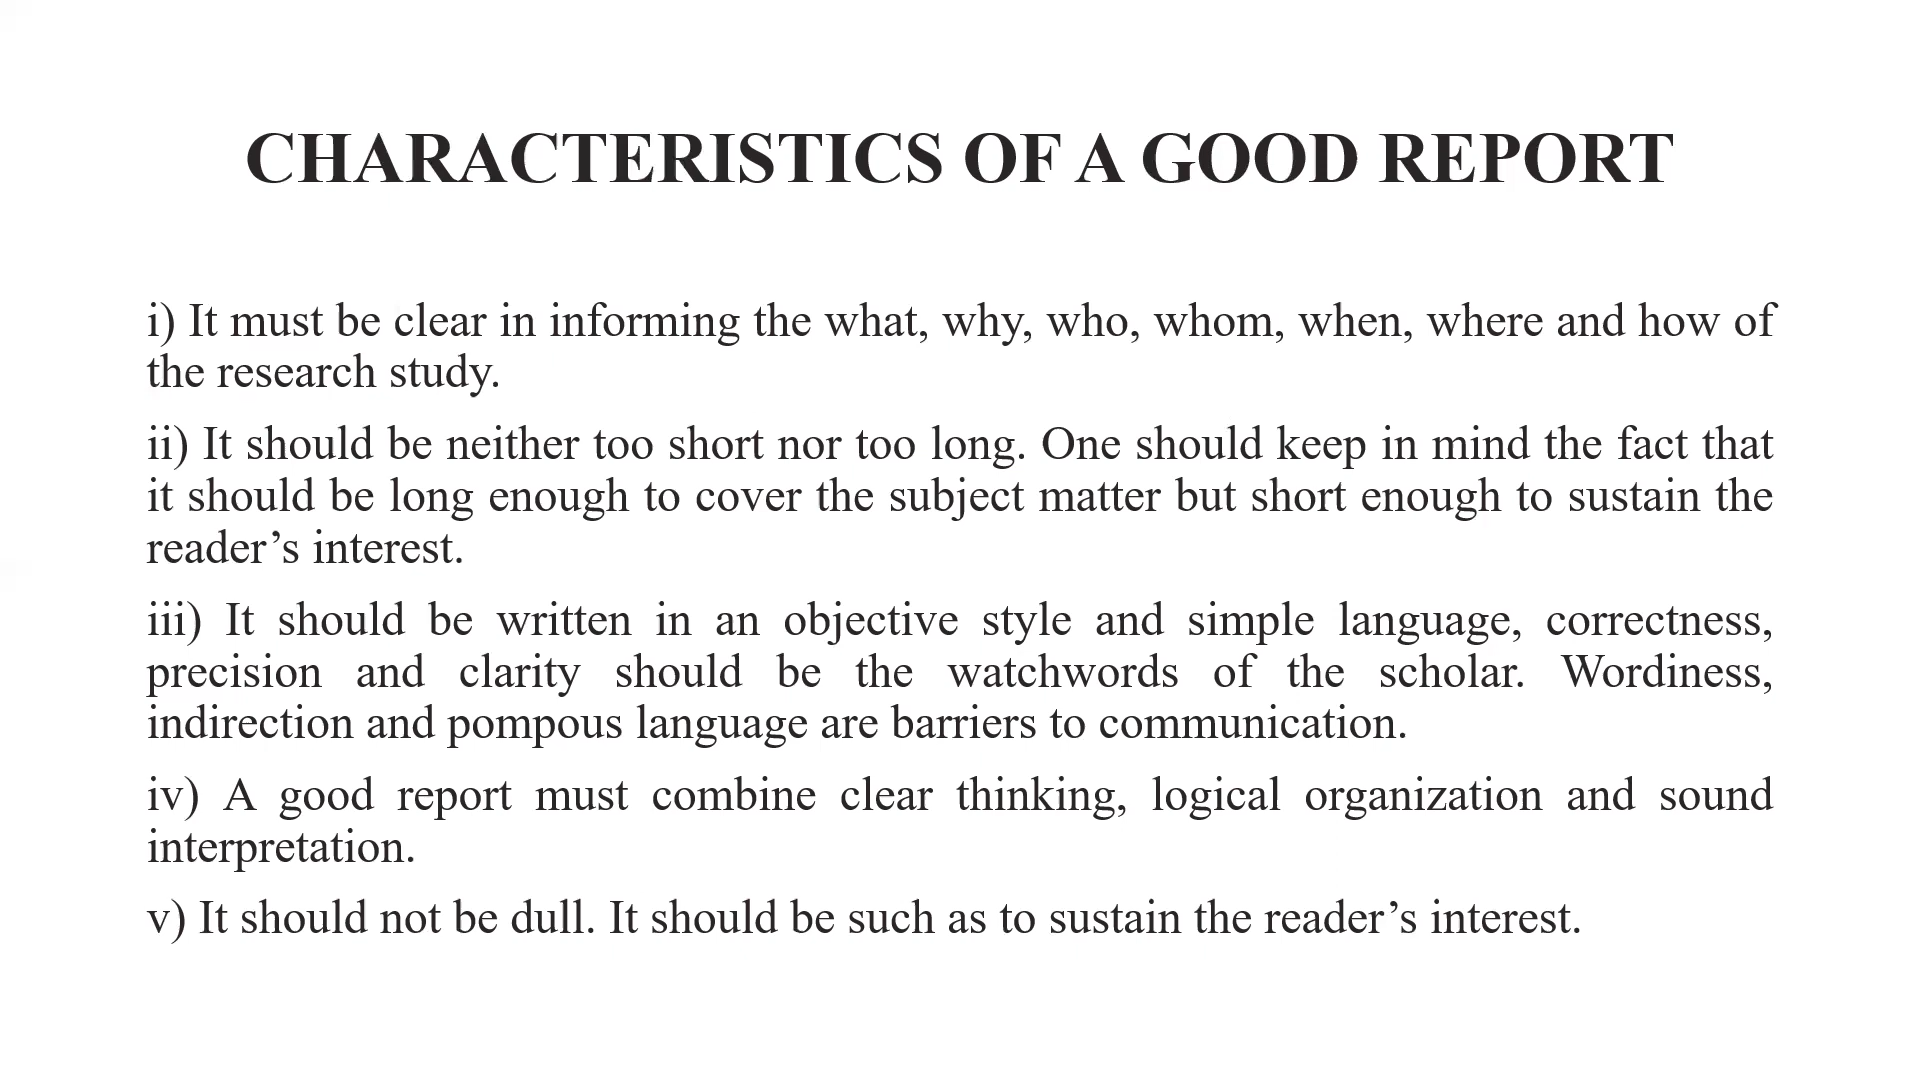 CHARACTERISTICS OF A GOOD REPORT
i) It must be clear in informing the what, why, who, whom, when, where and how of
the research study.
ii) It should be neither too short nor too long. One should keep in mind the fact that
it should be long enough to cover the subject matter but short enough to sustain the
reader’s interest.
iii) It should be written in an objective style and simple language, correctness,
precision and clarity should be the watchwords of the scholar. Wordiness,
indirection and pompous language are barriers to communication.
iv) A good report must combine clear thinking, logical organization and sound
interpretation.
v) It should not be dull. It should be such as to sustain the reader’s interest.